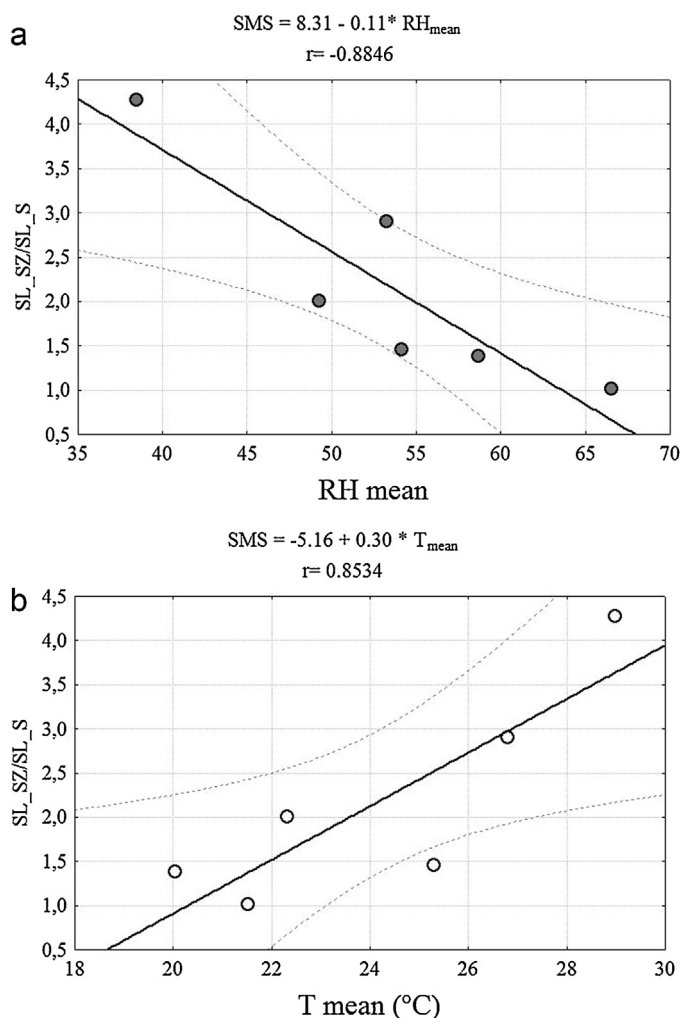 a
SMS = 8.31 - 0.11* RHmean
r= -0.8846
SL_SZ/SL_S
4,5
4,0
3,5
3,0
2,5
2,0
1,5
1,0
0,5
35 40 45 50 55 60 65 70
RH mean
SMS = -5.16 + 0.30 * Tmean
r= 0.8534
b
SL_SZ/SL_S
4,5
4,0
3,5
3,0
2,5
2,0
1,5
1,0
0,5
18 20 22 24 26 28 30
T mean (°C)